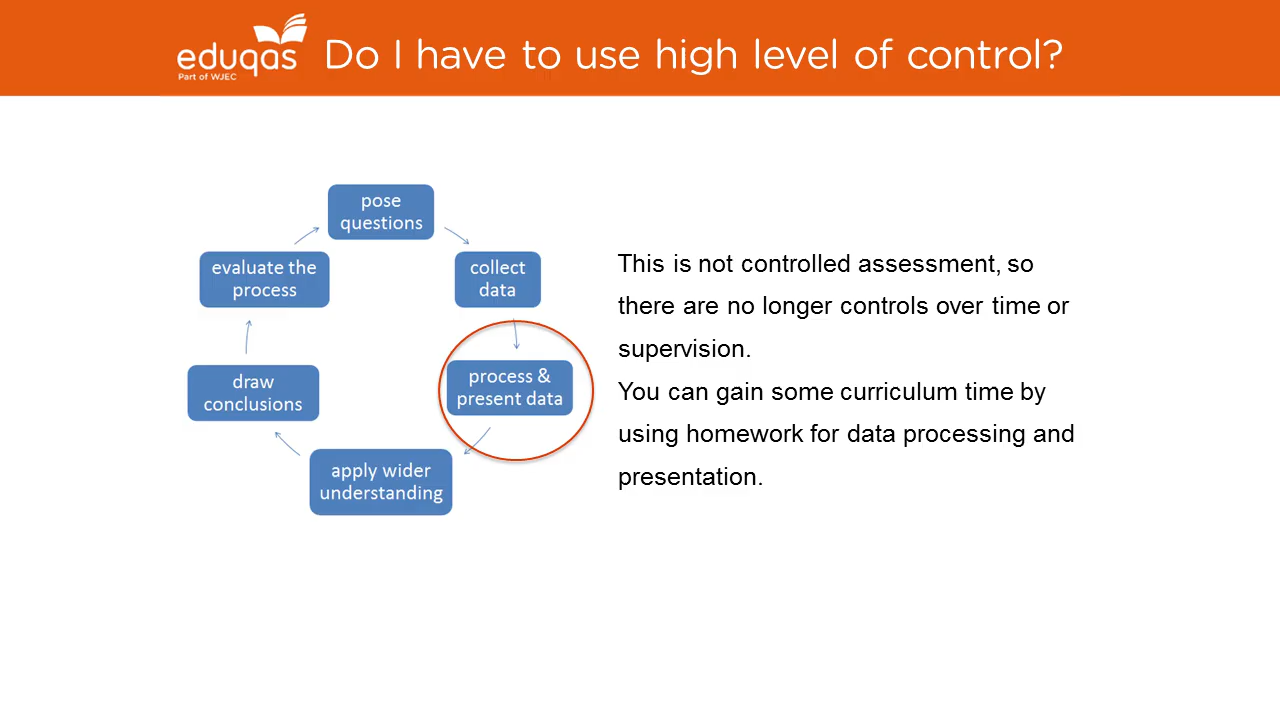 eduqas
Part of WJEC
Do I have to use high level of control?
pose
questions
collect
data
process &
present data
apply wider
understanding
draw
conclusions
evaluate the
process
This is not controlled assessment, so
there are no longer controls over time or
supervision.
You can gain some curriculum time by
using homework for data processing and
presentation.